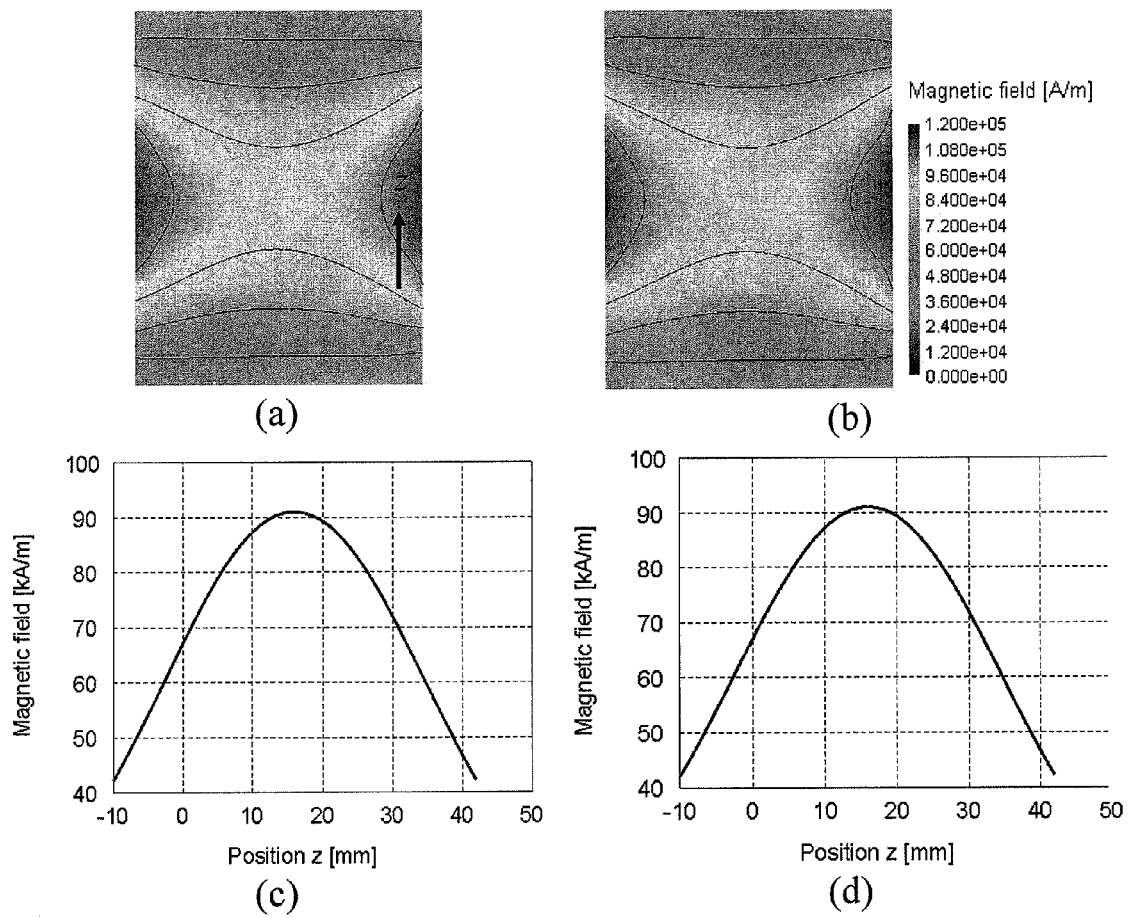 Magnetic field [A/m]
1.200e+05
1.080e+05
9.600e+04
8.400e+04
7.200e+04
6.000e+04
4.800e+04
3.600e+04
2.400e+04
1.200e+04
0.000e+00
(a)
(b)
100
90
80
70
60
50
40
-10 0 10 20 30 40 50
Magnetic field [kA/m]
Position z [mm]
(c)
100
90
80
70
60
50
40
-10 0 10 20 30 40 50
Magnetic field [kA/m]
Position z [mm]
(d)